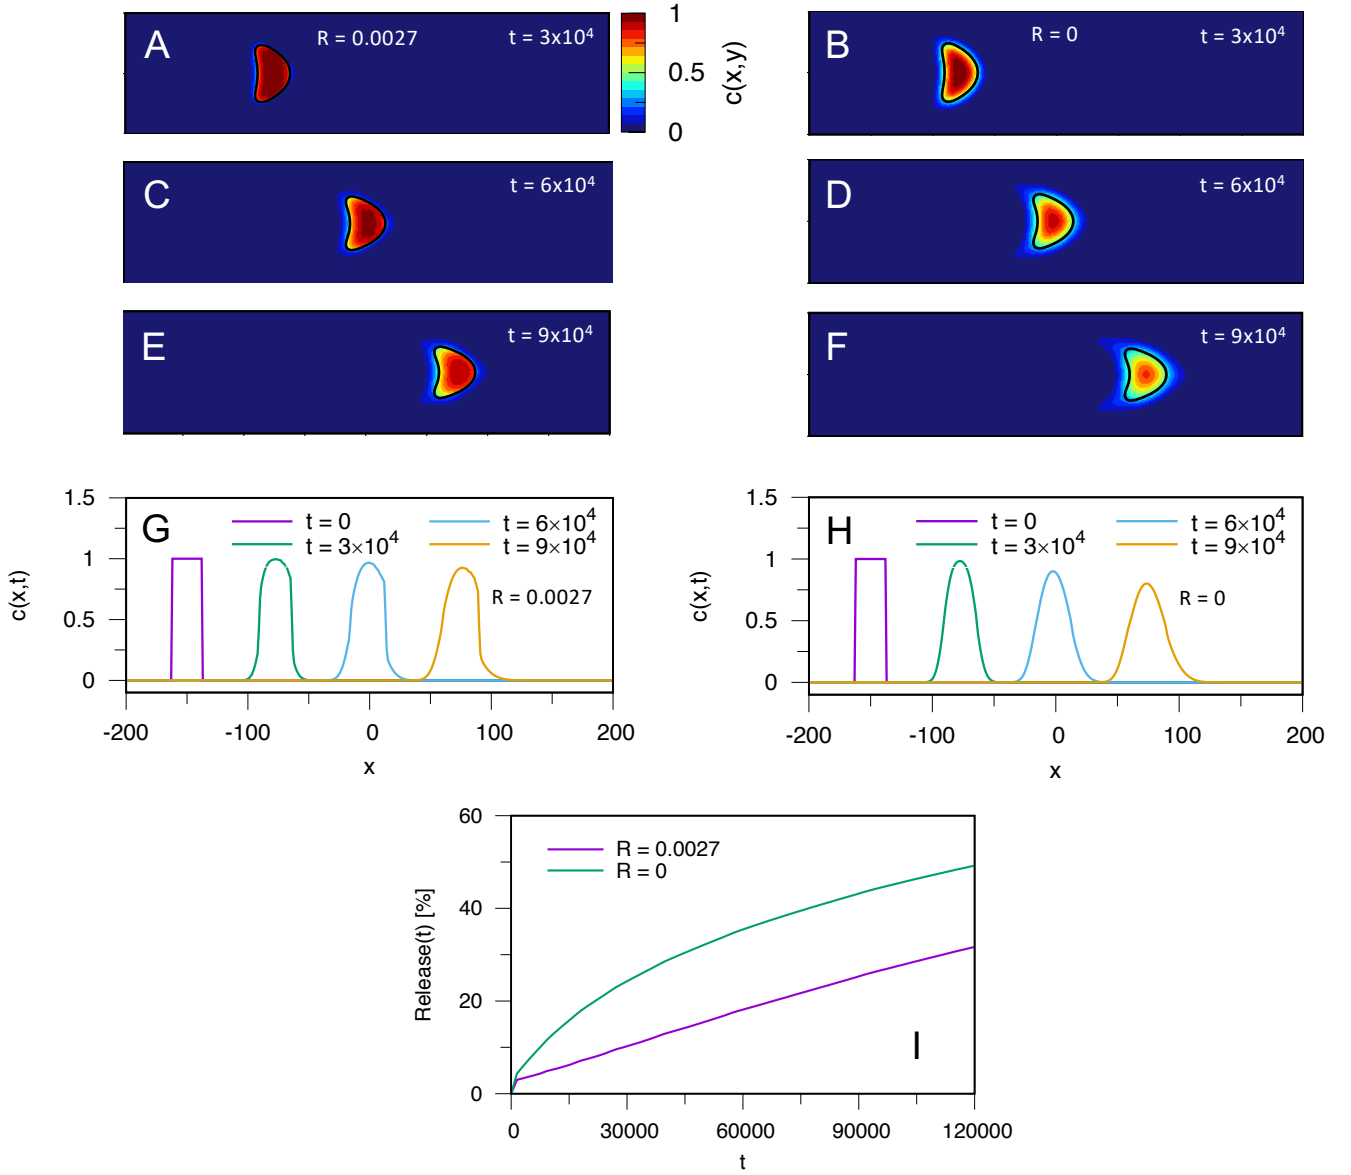 A
R = 0.0027
t = 3x10⁴
1
0.5
0
c(x,y)
B
R = 0
t = 3x10⁴
C
t = 6x10⁴
D
t = 6x10⁴
E
t = 9x10⁴
F
t = 9x10⁴
G
1.5
1
0.5
0
c(x,t)
t = 0
t = 6×10⁴
t = 3×10⁴
t = 9×10⁴
R = 0.0027
-200
-100
0
100
200
x
H
1.5
1
0.5
0
c(x,t)
t = 0
t = 6×10⁴
t = 3×10⁴
t = 9×10⁴
R = 0
-200
-100
0
100
200
x
60
40
20
0
Release(t) [%]
R = 0.0027
R = 0
I
0
30000
60000
90000
120000
t